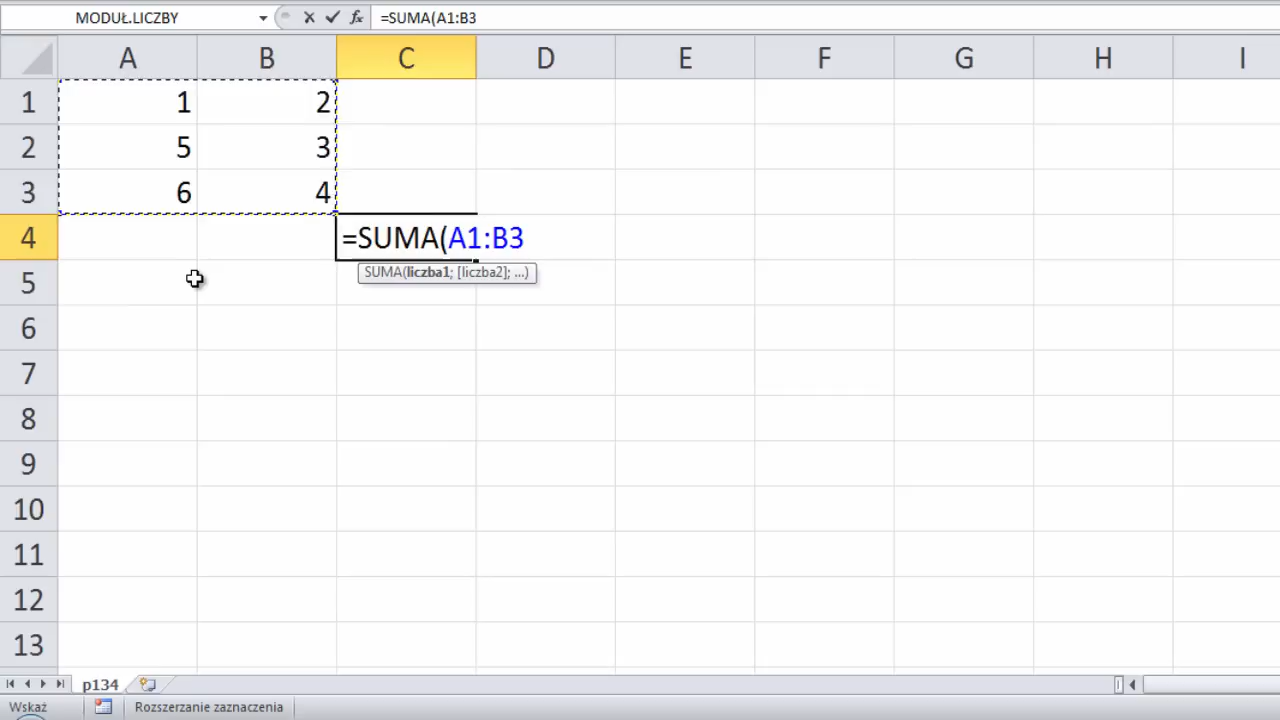 MODUŁ.LICZBY =SUMA(A1:B3
A B C D E F G H I
1 1 2
2 5 3
3 6 4
4 =SUMA(A1:B3
SUMA(liczba1; [liczba2]; ...)
5
6
7
8
9
10
11
12
13
p134
Wskaż Rozszerzanie zaznaczenia